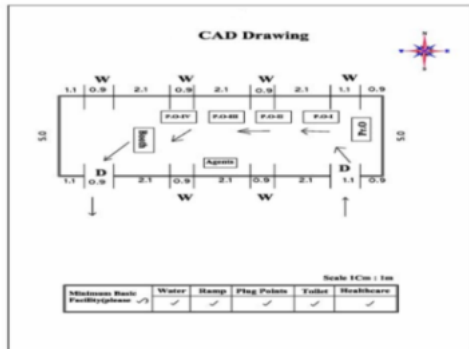 CAD Drawing
W W W W
1.1 0.9 2.1 0.9 2.1 0.9 2.1 1.1 0.9
P.O-IV P.O-III P.O-II P.O-I
5.0 Booth 5.0
Agents
D D
1.1 0.9 2.1 0.9 2.1 0.9 2.1 1.1 0.9
W W
Scale 1Cm : 1m
Minimum Basic Water Ramp Plug Points Toilet Healthcare
Facility(please ✓) ✓ ✓ ✓ ✓ ✓